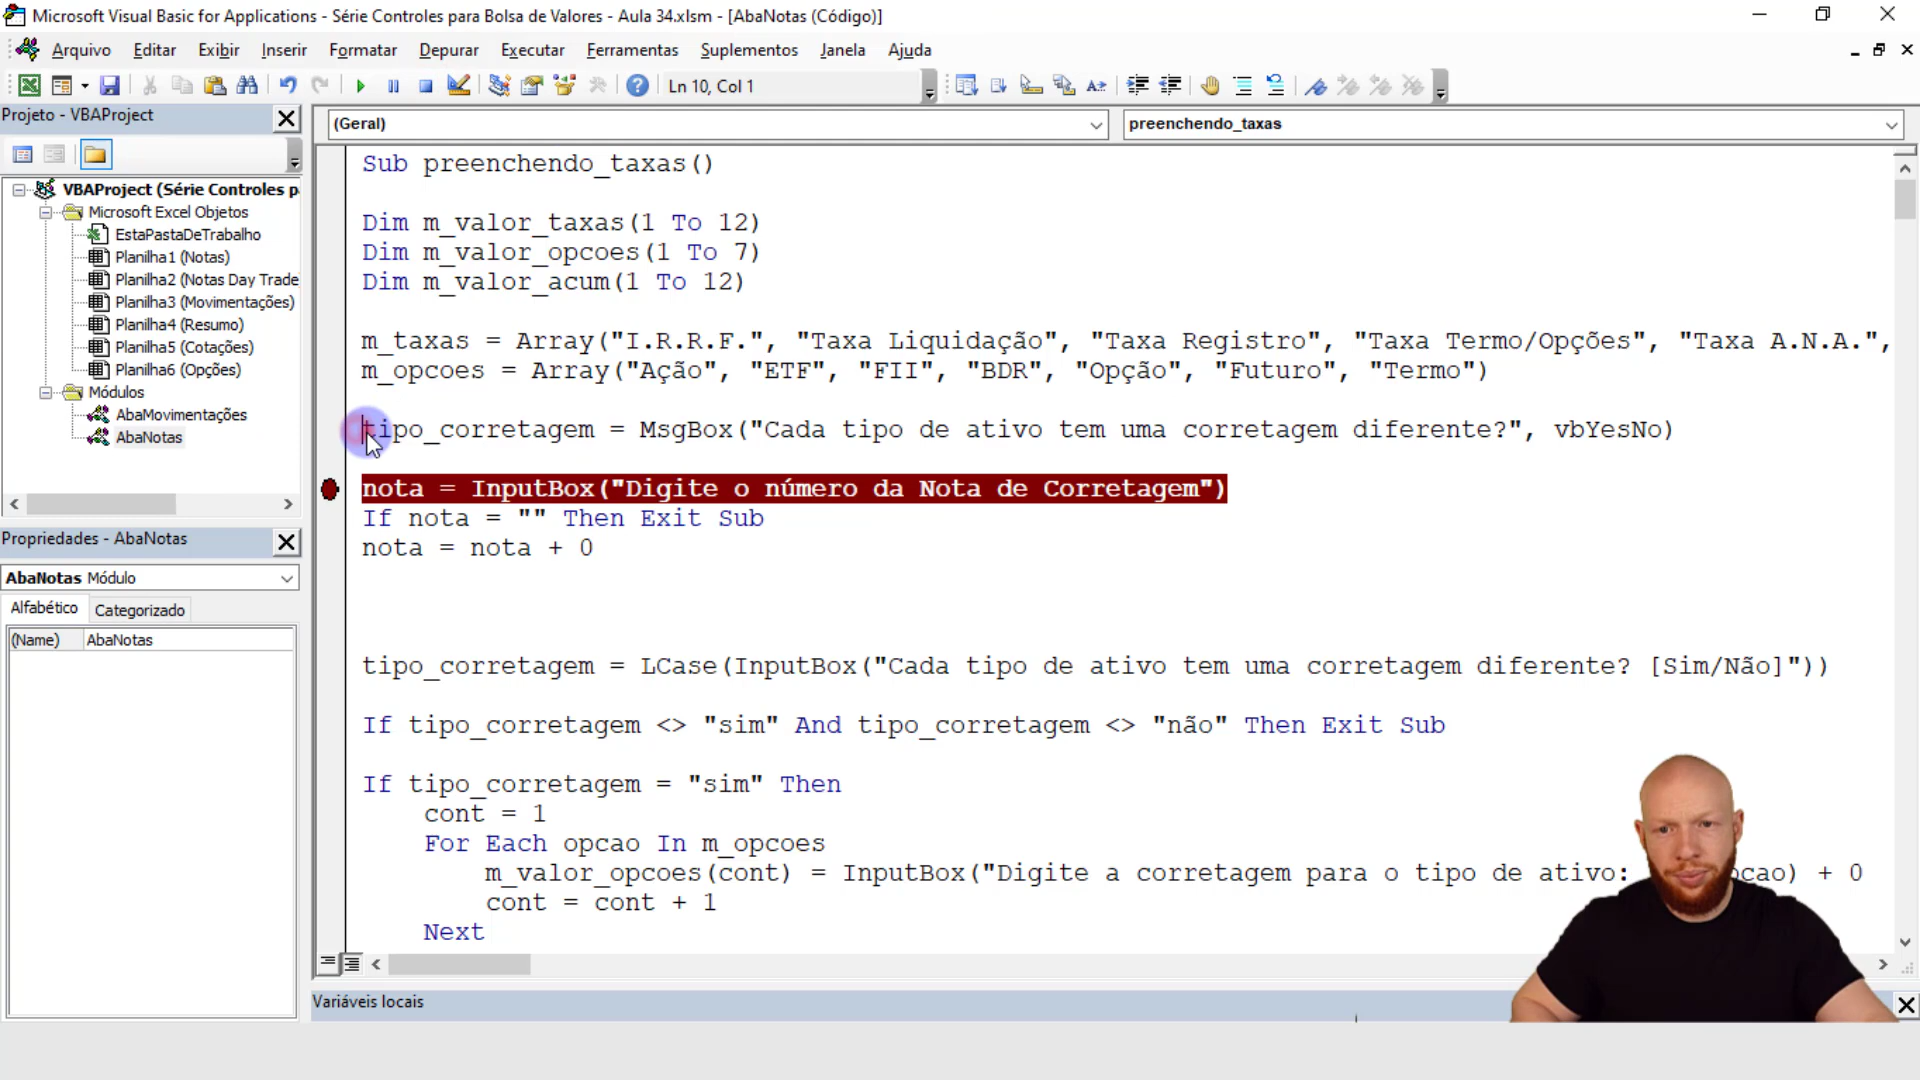 Microsoft Visual Basic for Applications - Série Controles para Bolsa de Valores - Aula 34.xlsm - [AbaNotas (Código)]
Arquivo Editar Exibir Inserir Formatar Depurar Executar Ferramentas Suplementos Janela Ajuda
Ln 10, Col 1
Projeto - VBAProject
(Geral)
preenchendo_taxas
VBAProject (Série Controles p
Microsoft Excel Objetos
EstaPastaDeTrabalho
Planilha1 (Notas)
Planilha2 (Notas Day Trade
Planilha3 (Movimentações)
Planilha4 (Resumo)
Planilha5 (Cotações)
Planilha6 (Opções)
Módulos
AbaMovimentações
AbaNotas
Propriedades - AbaNotas
AbaNotas Módulo
Alfabético Categorizado
(Name) AbaNotas
Sub preenchendo_taxas()
Dim m_valor_taxas(1 To 12)
Dim m_valor_opcoes(1 To 7)
Dim m_valor_acum(1 To 12)
m_taxas = Array("I.R.R.F.", "Taxa Liquidação", "Taxa Registro", "Taxa Termo/Opções", "Taxa A.N.A.",
m_opcoes = Array("Ação", "ETF", "FII", "BDR", "Opção", "Futuro", "Termo")
tipo_corretagem = MsgBox("Cada tipo de ativo tem uma corretagem diferente?", vbYesNo)
nota = InputBox("Digite o número da Nota de Corretagem")
If nota = "" Then Exit Sub
nota = nota + 0
tipo_corretagem = LCase(InputBox("Cada tipo de ativo tem uma corretagem diferente? [Sim/Não]"))
If tipo_corretagem <> "sim" And tipo_corretagem <> "não" Then Exit Sub
If tipo_corretagem = "sim" Then
cont = 1
For Each opcao In m_opcoes
m_valor_opcoes(cont) = InputBox("Digite a corretagem para o tipo de ativo: pcao) + 0
cont = cont + 1
Next
Variáveis locais